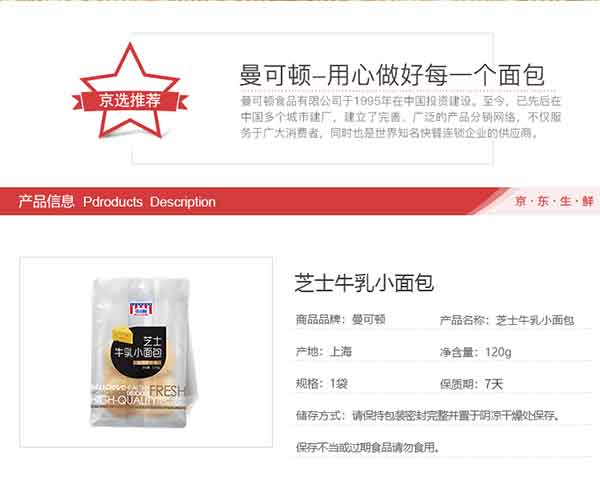 京选推荐
曼可顿–用心做好每一个面包
曼可顿食品有限公司于1995年在中国投资建设。至今，已先后在
中国多个城市建厂，建立了完善、广泛的产品分销网络，不仅服
务于广大消费者，同时也是世界知名快餐连锁企业的供应商。
产品信息 Pdroducts Description
京·东·生·鲜
芝士牛乳小面包
商品品牌：曼可顿
产品名称：芝士牛乳小面包
产地：上海
净含量：120g
规格：1袋
保质期：7天
储存方式：请保持包装密封完整并置于阴凉干燥处保存。
保存不当或过期食品请勿食用。
芝士
牛乳小面包
FRESH
HIGH-QUALITY